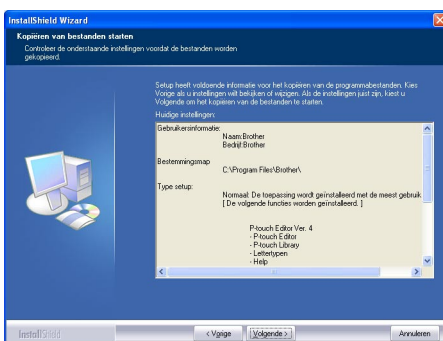 InstallShield Wizard
Kopiëren van bestanden starten
Controleer de onderstaande instellingen voordat de bestanden worden
gekopieerd.
Setup heeft voldoende informatie voor het kopiëren van de programmabestanden. Kies
Vorige als u instellingen wilt bekijken of wijzigen. Als de instellingen juist zijn, kiest u
Volgende om het kopiëren van de bestanden te starten.
Huidige instellingen:
Gebruikersinformatie:
Naam:Brother
Bedrijf:Brother
Bestemmingsmap
C:\Program Files\Brother\
Type setup:
Normaal: De toepassing wordt geïnstalleerd met de meest gebruik
[ De volgende functies worden geïnstalleerd. ]
P-touch Editor Ver. 4
- P-touch Editor
- P-touch Library
- Lettertypen
- Help
InstallShield
< Vorige
Volgende >
Annuleren